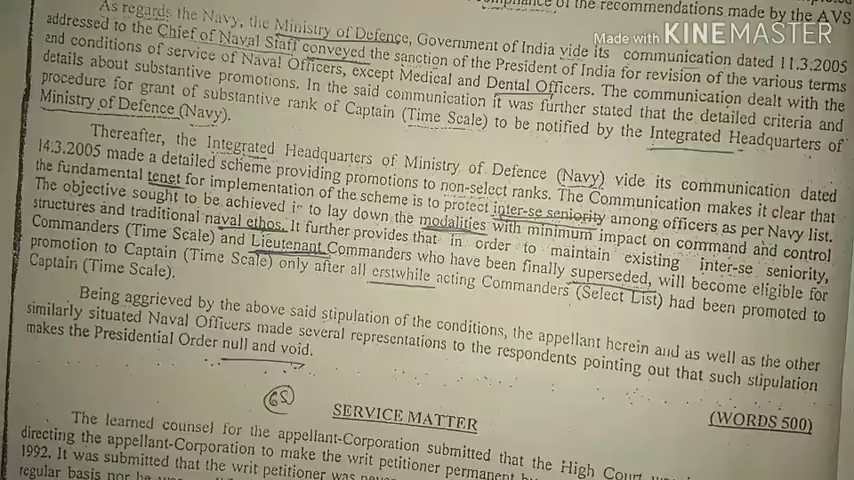 compliance of the recommendations made by the AVS
Made with KINEMASTER
As regards the Navy, the Ministry of Defence, Government of India vide its communication dated 11.3.2005
addressed to the Chief of Naval Staff conveyed the sanction of the President of India for revision of the various terms
and conditions of service of Naval Officers, except Medical and Dental Officers. The communication dealt with the
details about substantive promotions. In the said communication it was further stated that the detailed criteria and
procedure for grant of substantive rank of Captain (Time Scale) to be notified by the Integrated Headquarters of
Ministry of Defence (Navy).
Thereafter, the Integrated Headquarters of Ministry of Defence (Navy) vide its communication dated
14.3.2005 made a detailed scheme providing promotions to non-select ranks. The Communication makes it clear that
the fundamental tenet for implementation of the scheme is to protect inter-se seniority among officers as per Navy list.
The objective sought to be achieved is to lay down the modalities with minimum impact on command and control
structures and traditional naval ethos. It further provides that in order to maintain existing inter-se seniority,
Commanders (Time Scale) and Lieutenant Commanders who have been finally superseded, will become eligible for
promotion to Captain (Time Scale) only after all erstwhile acting Commanders (Select List) had been promoted to
Captain (Time Scale).
Being aggrieved by the above said stipulation of the conditions, the appellant herein and as well as the other
similarly situated Naval Officers made several representations to the respondents pointing out that such stipulation
makes the Presidential Order null and void.
(WORDS 500)
68
SERVICE MATTER
The learned counsel for the appellant-Corporation submitted that the High Court
directing the appellant-Corporation to make the writ petitioner permanent
1992. It was submitted that the writ petitioner was
regular basis nor he